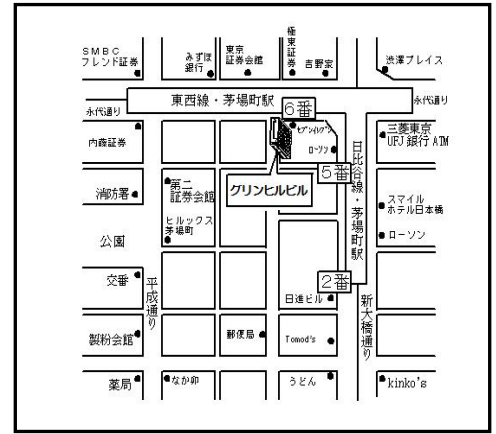 SMBC
フレンド証券
みずほ
銀行
東京
証券会館
極東証券
吉野家
渋澤プレイス
永代通り
東西線・茅場町駅
6番
永代通り
内藤証券
セブンイレブン
ローソン
三菱東京
UFJ銀行ATM
5番
日比谷線・茅場町駅
消防署
第二
証券会館
グリンヒルビル
スマイル
ホテル日本橋
ヒルックス
茅場町
ローソン
公園
2番
交番
平成通り
日進ビル
新大橋通り
製粉会館
郵便局
Tomod's
薬局
なか卯
うどん
kinko's